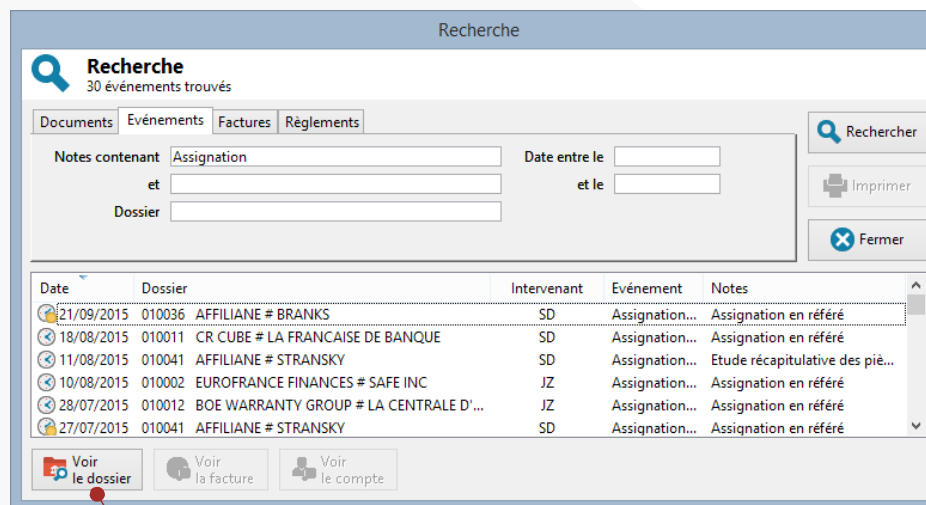 Recherche
Recherche
30 événements trouvés
Documents Evénements Factures Règlements
Notes contenant Assignation Date entre le
et et le
Dossier
Rechercher
Imprimer
Fermer
Date Dossier Intervenant Evénement Notes
21/09/2015 010036 AFFILIANE # BRANKS SD Assignation... Assignation en référé
18/08/2015 010011 CR CUBE # LA FRANCAISE DE BANQUE SD Assignation... Assignation en référé
11/08/2015 010041 AFFILIANE # STRANSKY SD Assignation... Etude récapitulative des piè...
10/08/2015 010002 EUROFRANCE FINANCES # SAFE INC JZ Assignation... Assignation en référé
28/07/2015 010012 BOE WARRANTY GROUP # LA CENTRALE D'... JZ Assignation... Assignation en référé
27/07/2015 010041 AFFILIANE # STRANSKY SD Assignation... Assignation en référé
Voir
le dossier
Voir
la facture
Voir
le compte